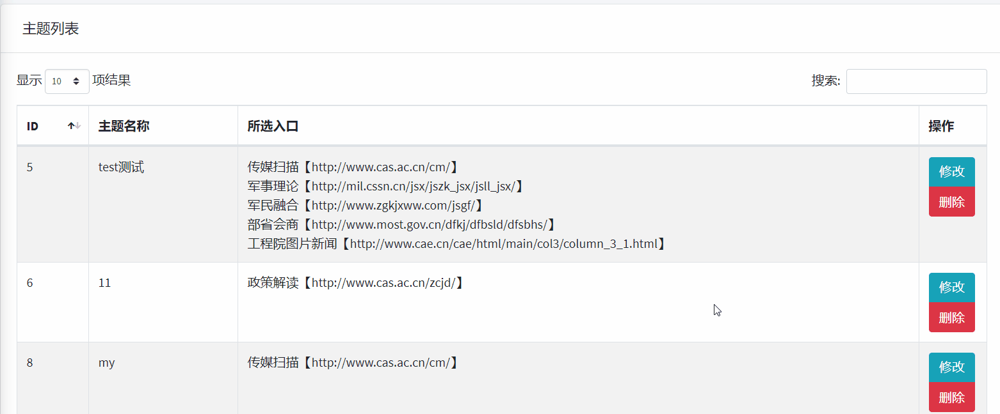 主题列表
显示 10 项结果 搜索:
ID 主题名称 所选入口 操作
5 test测试 传媒扫描【http://www.cas.ac.cn/cm/】 修改
军事理论【http://mil.cssn.cn/jsx/jszk_jsx/jsll_jsx/】
军民融合【http://www.zgkjxww.com/jsgf/】 删除
部省会商【http://www.most.gov.cn/dfkj/dfbsld/dfsbhs/】
工程院图片新闻【http://www.cae.cn/cae/html/main/col3/column_3_1.html】
6 11 政策解读【http://www.cas.ac.cn/zcjd/】 修改
删除
8 my 传媒扫描【http://www.cas.ac.cn/cm/】 修改
删除